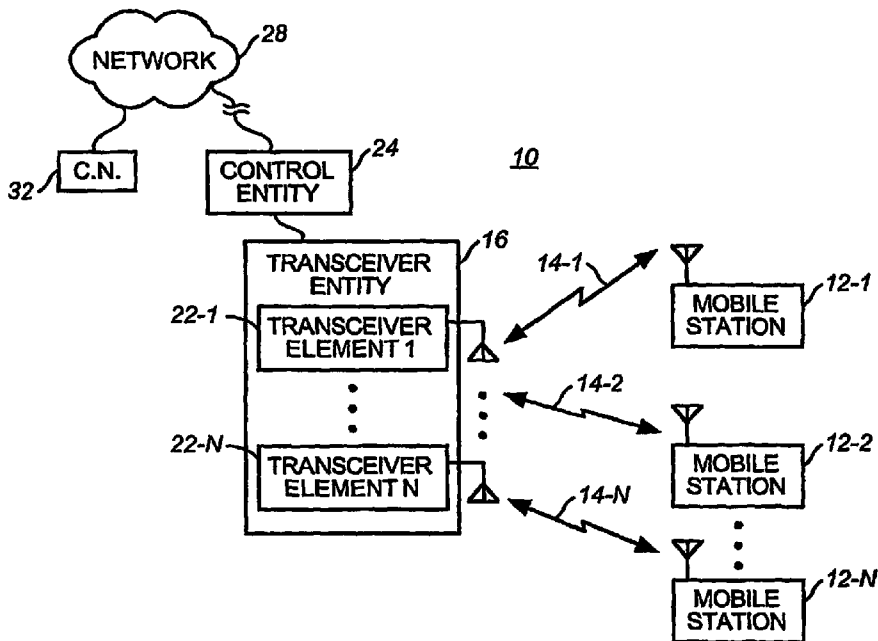 NETWORK
28
C.N.
32
CONTROL
ENTITY
24
10
TRANSCEIVER
ENTITY
16
22-1
TRANSCEIVER
ELEMENT 1
22-N
TRANSCEIVER
ELEMENT N
14-1
MOBILE
STATION
12-1
14-2
MOBILE
STATION
12-2
14-N
MOBILE
STATION
12-N